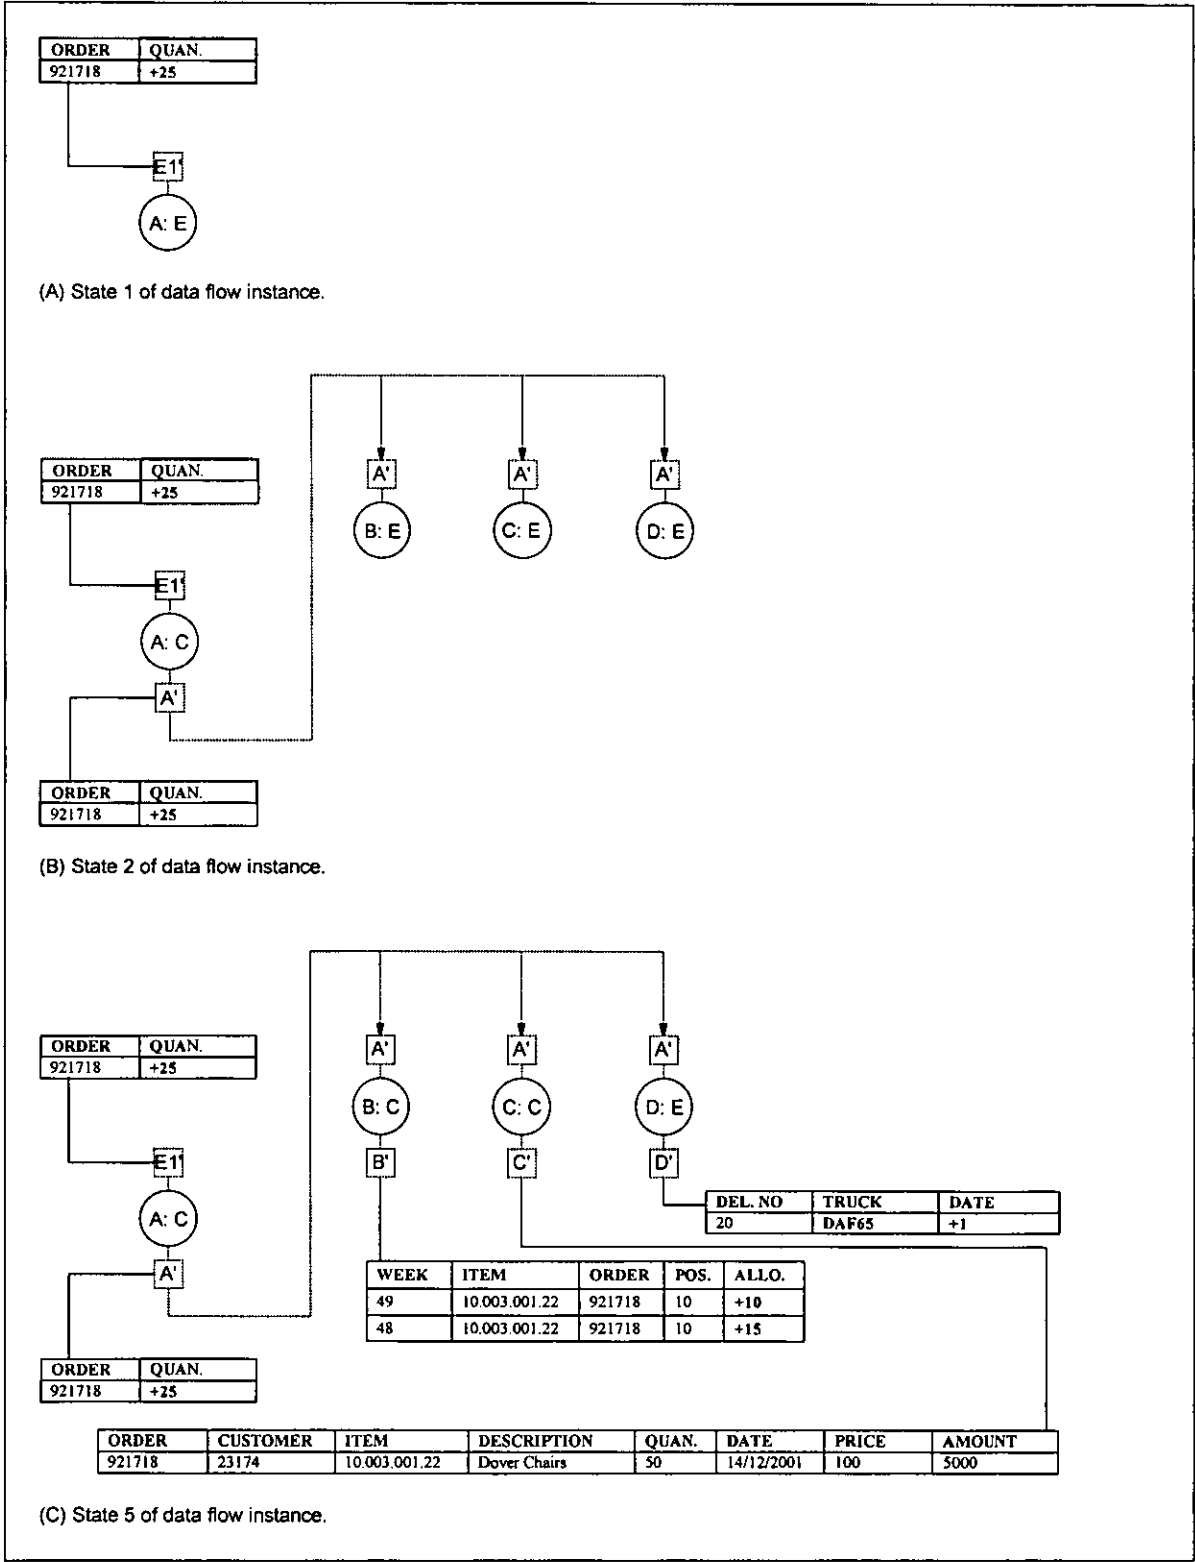 ORDER QUAN.
921718 +25
E1'
A: E
(A) State 1 of data flow instance.
A' A' A'
ORDER QUAN.
921718 +25
B: E C: E D: E
E1'
A: C
A'
ORDER QUAN.
921718 +25
(B) State 2 of data flow instance.
A' A' A'
ORDER QUAN.
921718 +25
B: C C: C D: E
E1' B' C' D'
DEL. NO TRUCK DATE
20 DAF65 +1
A: C
A'
WEEK ITEM ORDER POS. ALLO.
49 10.003.001.22 921718 10 +10
48 10.003.001.22 921718 10 +15
ORDER QUAN.
921718 +25
ORDER CUSTOMER ITEM DESCRIPTION QUAN. DATE PRICE AMOUNT
921718 23174 10.003.001.22 Dover Chairs 50 14/12/2001 100 5000
(C) State 5 of data flow instance.